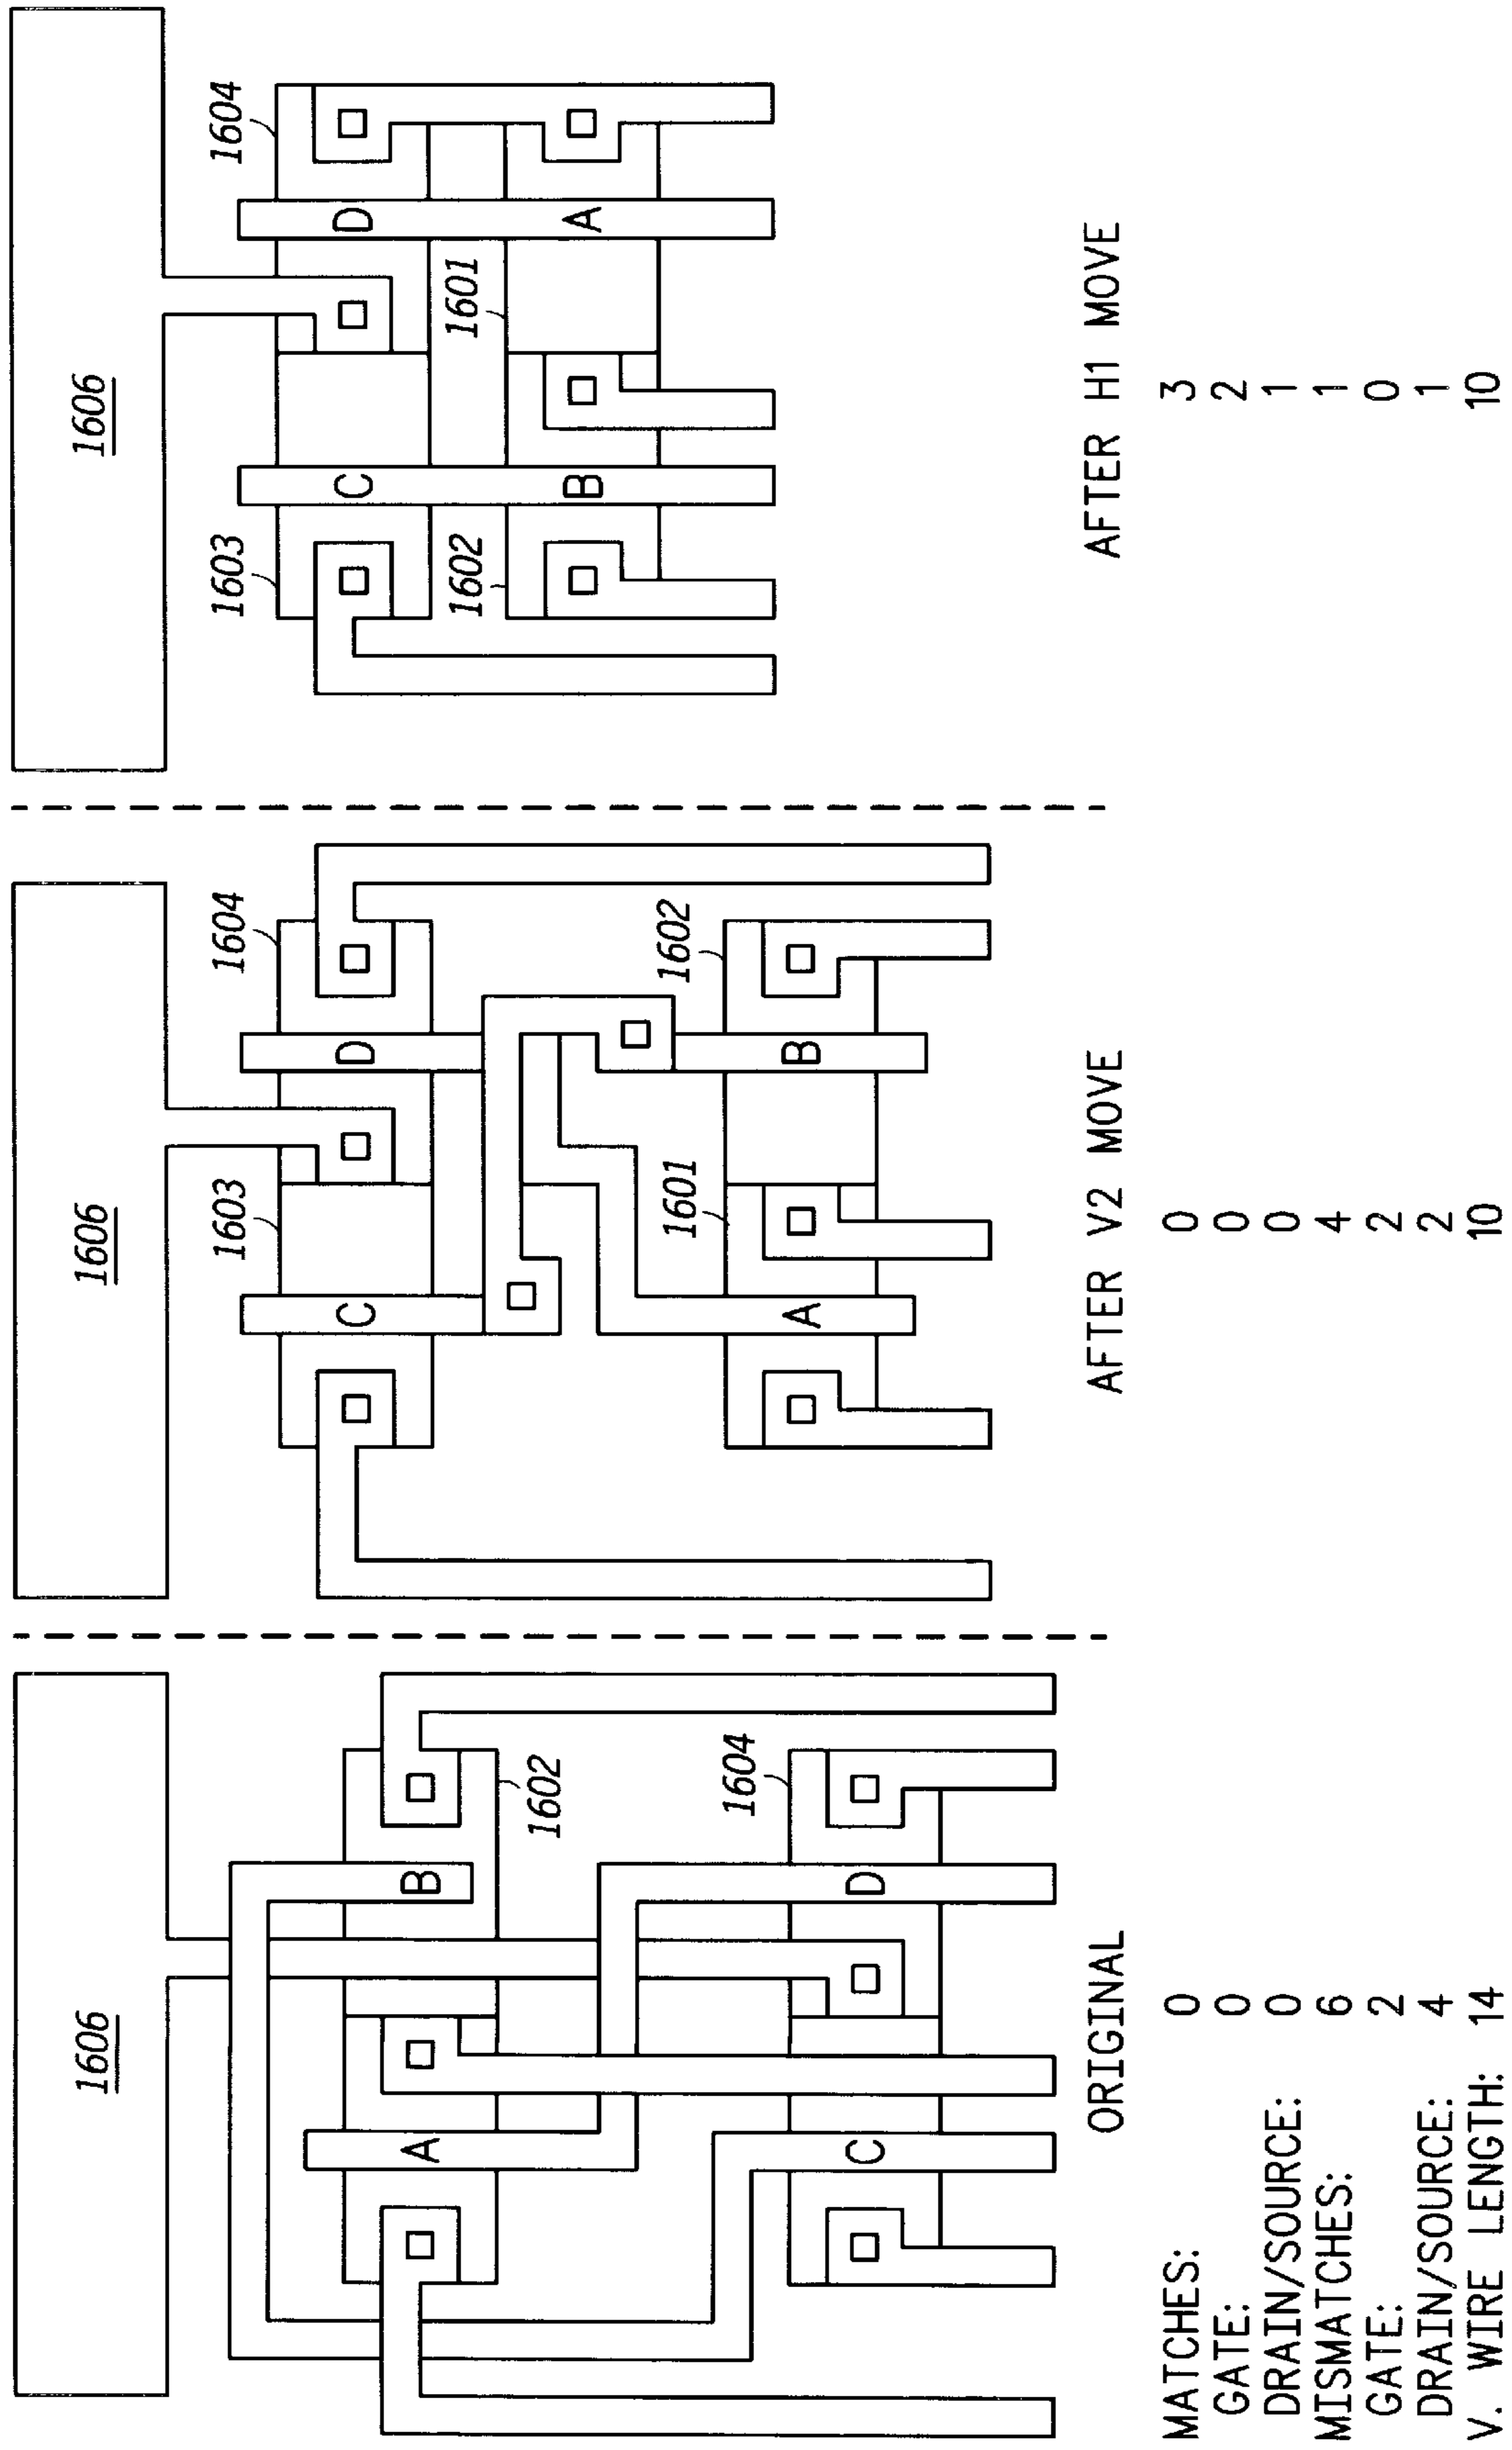 1606
A
B
1602
1604
C
D
ORIGINAL
1606
1603
1604
C
D
1601
1602
A
B
AFTER V2 MOVE
1606
1603
1604
C
D
1602
1601
B
A
AFTER H1 MOVE
MATCHES: 0 0 3
GATE: 0 0 2
DRAIN/SOURCE: 0 0 1
MISMATCHES: 6 4 1
GATE: 2 2 0
DRAIN/SOURCE: 4 2 1
V. WIRE LENGTH: 14 10 10